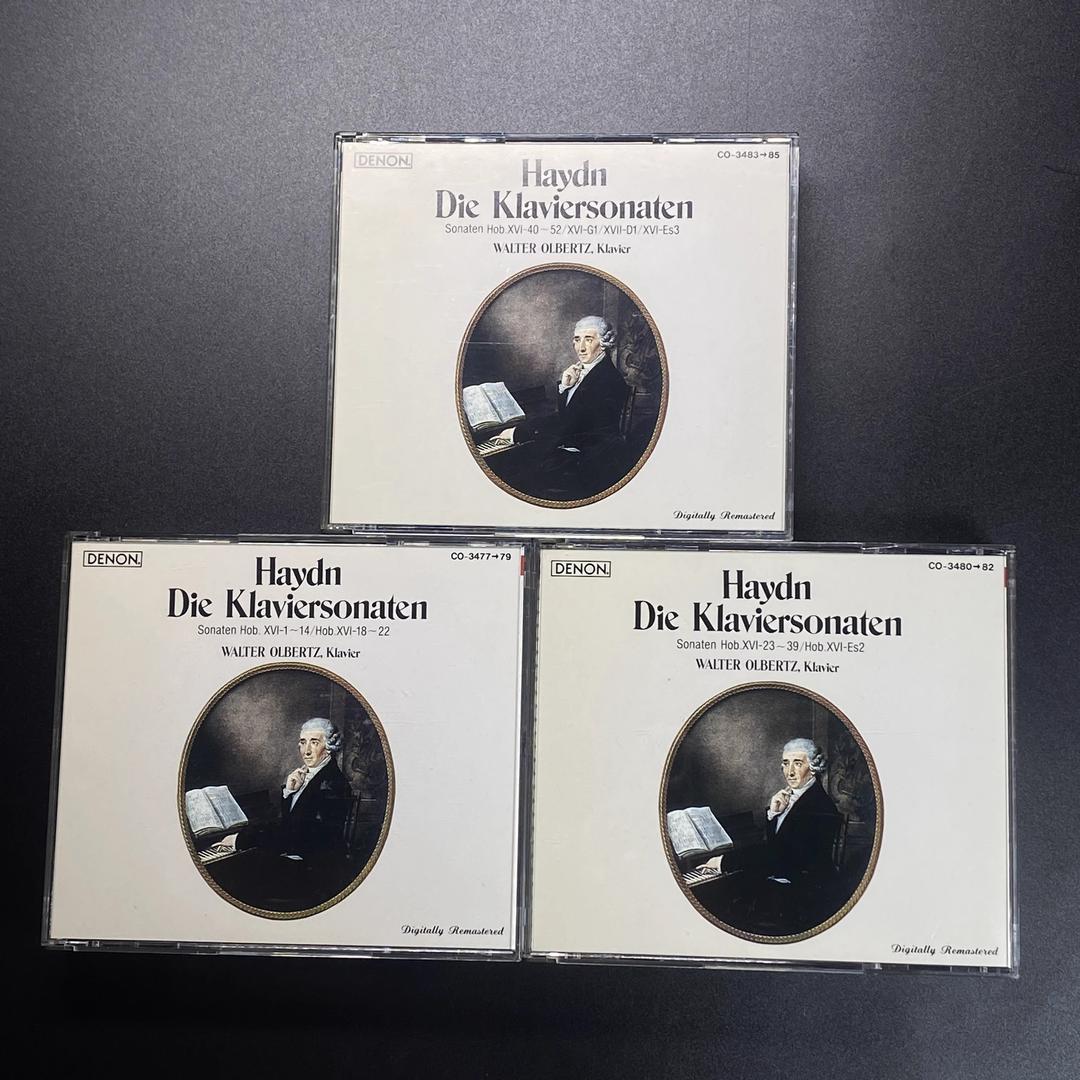 DENON
CO-3483→85
Haydn
Die Klaviersonaten
Sonaten Hob.XVI-40~52/XVI-G1/XVII-D1/XVI-Es3
WALTER OLBERTZ, Klavier
Digitally Remastered
DENON
CO-3477→79
Haydn
Die Klaviersonaten
Sonaten Hob. XVI-1~14/Hob.XVI-18~22
WALTER OLBERTZ, Klavier
Digitally Remastered
DENON
CO-3480→82
Haydn
Die Klaviersonaten
Sonaten Hob.XVI-23~39/Hob.XVI-Es2
WALTER OLBERTZ, Klavier
Digitally Remastered